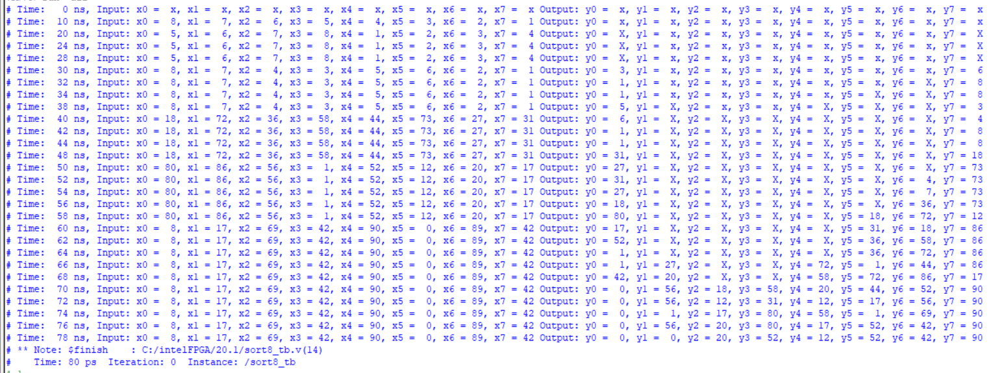 # Time:   0 ns, Input: x0 =  x, x1 =  x, x2 =  x, x3 =  x, x4 =  x, x5 =  x, x6 =  x, x7 =  x Output: y0 =  x, y1 =  x, y2 =  x, y3 =  x, y4 =  x, y5 =  x, y6 =  x, y7 =  x
# Time:  10 ns, Input: x0 =  8, x1 =  7, x2 =  6, x3 =  5, x4 =  4, x5 =  3, x6 =  2, x7 =  1 Output: y0 =  x, y1 =  x, y2 =  x, y3 =  x, y4 =  x, y5 =  x, y6 =  x, y7 =  x
# Time:  20 ns, Input: x0 =  5, x1 =  6, x2 =  7, x3 =  8, x4 =  1, x5 =  2, x6 =  3, x7 =  4 Output: y0 =  X, y1 =  x, y2 =  x, y3 =  x, y4 =  x, y5 =  x, y6 =  x, y7 =  X
# Time:  24 ns, Input: x0 =  5, x1 =  6, x2 =  7, x3 =  8, x4 =  1, x5 =  2, x6 =  3, x7 =  4 Output: y0 =  X, y1 =  x, y2 =  x, y3 =  x, y4 =  x, y5 =  x, y6 =  x, y7 =  X
# Time:  28 ns, Input: x0 =  5, x1 =  6, x2 =  7, x3 =  8, x4 =  1, x5 =  2, x6 =  3, x7 =  4 Output: y0 =  X, y1 =  x, y2 =  x, y3 =  x, y4 =  x, y5 =  x, y6 =  x, y7 =  X
# Time:  30 ns, Input: x0 =  8, x1 =  7, x2 =  4, x3 =  3, x4 =  5, x5 =  6, x6 =  2, x7 =  1 Output: y0 =  3, y1 =  x, y2 =  x, y3 =  x, y4 =  x, y5 =  x, y6 =  x, y7 =  6
# Time:  32 ns, Input: x0 =  8, x1 =  7, x2 =  4, x3 =  3, x4 =  5, x5 =  6, x6 =  2, x7 =  1 Output: y0 =  1, y1 =  x, y2 =  x, y3 =  x, y4 =  x, y5 =  x, y6 =  X, y7 =  8
# Time:  34 ns, Input: x0 =  8, x1 =  7, x2 =  4, x3 =  3, x4 =  5, x5 =  6, x6 =  2, x7 =  1 Output: y0 =  1, y1 =  x, y2 =  x, y3 =  x, y4 =  x, y5 =  X, y6 =  X, y7 =  8
# Time:  38 ns, Input: x0 =  8, x1 =  7, x2 =  4, x3 =  3, x4 =  5, x5 =  6, x6 =  2, x7 =  1 Output: y0 =  5, y1 =  X, y2 =  x, y3 =  x, y4 =  X, y5 =  X, y6 =  X, y7 =  3
# Time:  40 ns, Input: x0 = 18, x1 = 72, x2 = 36, x3 = 58, x4 = 44, x5 = 73, x6 = 27, x7 = 31 Output: y0 =  6, y1 =  X, y2 =  X, y3 =  X, y4 =  X, y5 =  X, y6 =  X, y7 =  4
# Time:  42 ns, Input: x0 = 18, x1 = 72, x2 = 36, x3 = 58, x4 = 44, x5 = 73, x6 = 27, x7 = 31 Output: y0 =  1, y1 =  X, y2 =  X, y3 =  X, y4 =  X, y5 =  X, y6 =  X, y7 =  8
# Time:  44 ns, Input: x0 = 18, x1 = 72, x2 = 36, x3 = 58, x4 = 44, x5 = 73, x6 = 27, x7 = 31 Output: y0 =  1, y1 =  X, y2 =  X, y3 =  X, y4 =  X, y5 =  X, y6 =  X, y7 =  8
# Time:  48 ns, Input: x0 = 18, x1 = 72, x2 = 36, x3 = 58, x4 = 44, x5 = 73, x6 = 27, x7 = 31 Output: y0 = 31, y1 =  X, y2 =  X, y3 =  X, y4 =  X, y5 =  X, y6 =  X, y7 = 18
# Time:  50 ns, Input: x0 = 80, x1 = 86, x2 = 56, x3 =  1, x4 = 52, x5 = 12, x6 = 20, x7 = 17 Output: y0 = 27, y1 =  X, y2 =  X, y3 =  X, y4 =  X, y5 =  X, y6 =  X, y7 = 73
# Time:  52 ns, Input: x0 = 80, x1 = 86, x2 = 56, x3 =  1, x4 = 52, x5 = 12, x6 = 20, x7 = 17 Output: y0 = 31, y1 =  X, y2 =  X, y3 =  X, y4 =  X, y5 =  X, y6 =  4, y7 = 73
# Time:  54 ns, Input: x0 = 80, x1 = 86, x2 = 56, x3 =  1, x4 = 52, x5 = 12, x6 = 20, x7 = 17 Output: y0 = 27, y1 =  X, y2 =  X, y3 =  X, y4 =  X, y5 =  X, y6 =  7, y7 = 73
# Time:  56 ns, Input: x0 = 80, x1 = 86, x2 = 56, x3 =  1, x4 = 52, x5 = 12, x6 = 20, x7 = 17 Output: y0 = 18, y1 =  X, y2 =  X, y3 =  X, y4 =  X, y5 =  X, y6 = 36, y7 = 73
# Time:  58 ns, Input: x0 = 80, x1 = 86, x2 = 56, x3 =  1, x4 = 52, x5 = 12, x6 = 20, x7 = 17 Output: y0 = 80, y1 =  X, y2 =  X, y3 =  X, y4 =  X, y5 = 18, y6 = 72, y7 = 12
# Time:  60 ns, Input: x0 =  8, x1 = 17, x2 = 69, x3 = 42, x4 = 90, x5 =  0, x6 = 89, x7 = 42 Output: y0 = 17, y1 =  X, y2 =  X, y3 =  X, y4 =  X, y5 = 31, y6 = 18, y7 = 86
# Time:  62 ns, Input: x0 =  8, x1 = 17, x2 = 69, x3 = 42, x4 = 90, x5 =  0, x6 = 89, x7 = 42 Output: y0 = 52, y1 =  X, y2 =  X, y3 =  X, y4 =  X, y5 = 36, y6 = 58, y7 = 86
# Time:  64 ns, Input: x0 =  8, x1 = 17, x2 = 69, x3 = 42, x4 = 90, x5 =  0, x6 = 89, x7 = 42 Output: y0 =  1, y1 =  X, y2 =  X, y3 =  X, y4 =  X, y5 = 36, y6 = 72, y7 = 86
# Time:  66 ns, Input: x0 =  8, x1 = 17, x2 = 69, x3 = 42, x4 = 90, x5 =  0, x6 = 89, x7 = 42 Output: y0 =  1, y1 = 27, y2 =  X, y3 =  X, y4 = 72, y5 =  1, y6 = 44, y7 = 86
# Time:  68 ns, Input: x0 =  8, x1 = 17, x2 = 69, x3 = 42, x4 = 90, x5 =  0, x6 = 89, x7 = 42 Output: y0 = 42, y1 = 20, y2 =  X, y3 =  X, y4 = 58, y5 = 72, y6 = 86, y7 = 17
# Time:  70 ns, Input: x0 =  8, x1 = 17, x2 = 69, x3 = 42, x4 = 90, x5 =  0, x6 = 89, x7 = 42 Output: y0 =  0, y1 = 56, y2 = 18, y3 = 58, y4 = 20, y5 = 44, y6 = 52, y7 = 90
# Time:  72 ns, Input: x0 =  8, x1 = 17, x2 = 69, x3 = 42, x4 = 90, x5 =  0, x6 = 89, x7 = 42 Output: y0 =  0, y1 = 56, y2 = 12, y3 = 31, y4 = 12, y5 = 17, y6 = 56, y7 = 90
# Time:  74 ns, Input: x0 =  8, x1 = 17, x2 = 69, x3 = 42, x4 = 90, x5 =  0, x6 = 89, x7 = 42 Output: y0 =  0, y1 =  1, y2 = 17, y3 = 80, y4 = 58, y5 =  1, y6 = 69, y7 = 90
# Time:  76 ns, Input: x0 =  8, x1 = 17, x2 = 69, x3 = 42, x4 = 90, x5 =  0, x6 = 89, x7 = 42 Output: y0 =  0, y1 = 56, y2 = 20, y3 = 80, y4 = 17, y5 = 52, y6 = 42, y7 = 90
# Time:  78 ns, Input: x0 =  8, x1 = 17, x2 = 69, x3 = 42, x4 = 90, x5 =  0, x6 = 89, x7 = 42 Output: y0 =  0, y1 =  0, y2 = 20, y3 = 52, y4 = 12, y5 = 52, y6 = 42, y7 = 90
# ** Note: $finish    : C:/intelFPGA/20.1/sort8_tb.v(14)
#    Time: 80 ps  Iteration: 0  Instance: /sort8_tb